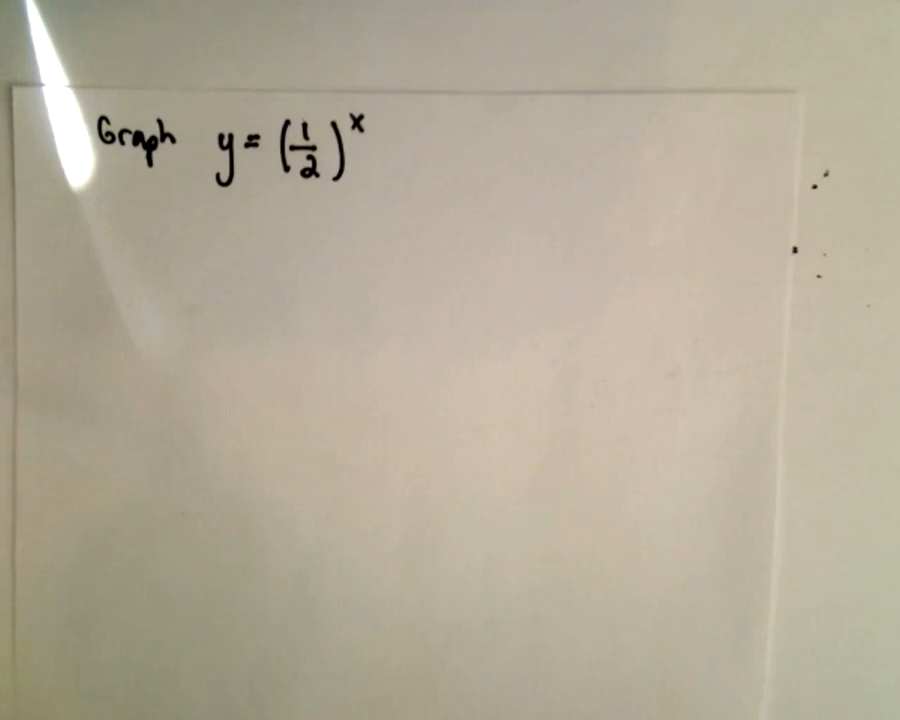 Graph y = (1/2)^x